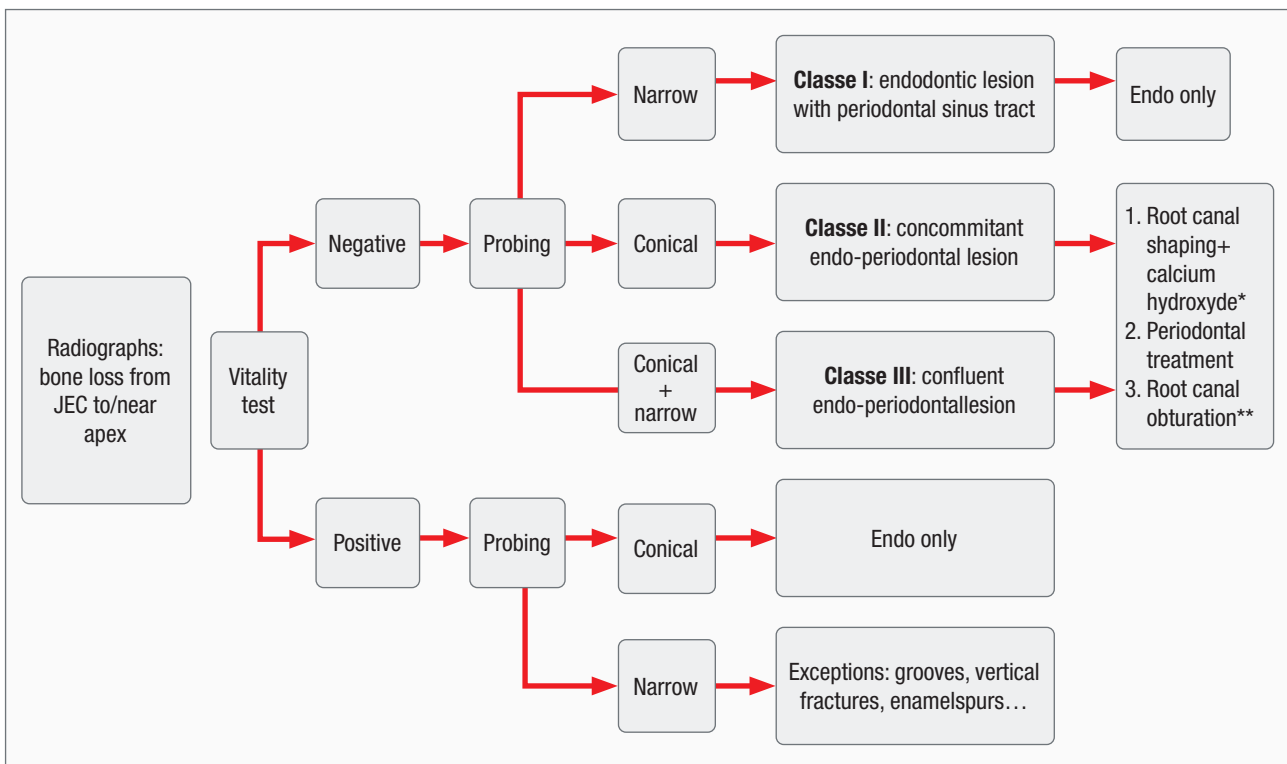 Radiographs:
bone loss from
JEC to/near
apex
Vitality
test
Negative
Probing
Narrow
Classe I: endodontic lesion
with periodontal sinus tract
Endo only
Conical
Classe II: concommitant
endo-periodontal lesion
Conical
+
narrow
Classe III: confluent
endo-periodontallesion
1. Root canal
shaping+
calcium
hydroxyde*
2. Periodontal
treatment
3. Root canal
obturation**
Positive
Probing
Conical
Endo only
Narrow
Exceptions: grooves, vertical
fractures, enamelspurs…